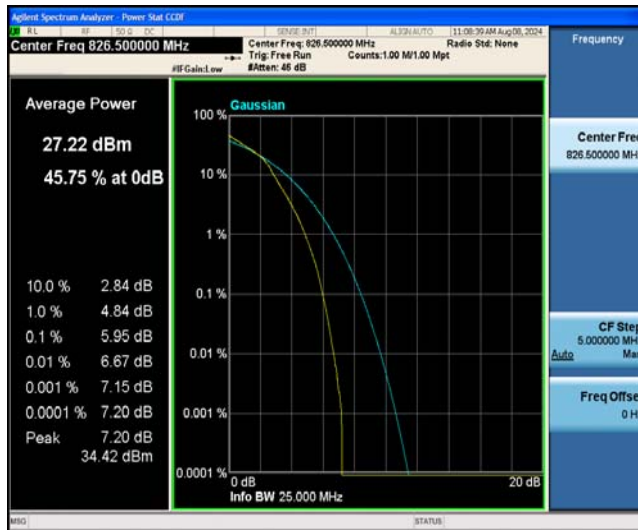 Agilent Spectrum Analyzer - Power Stat CCDF
RL RF 50 Ω DC SENSE:INT ALIGN AUTO 11:08:39 AM Aug 08, 2024
Center Freq 826.500000 MHz
Center Freq: 826.500000 MHz Radio Std: None
Trig: Free Run Counts:1.00 M/1.00 Mpt
#IFGain:Low #Atten: 46 dB
Frequency
Average Power
27.22 dBm
45.75 % at 0dB
10.0 % 2.84 dB
1.0 % 4.84 dB
0.1 % 5.95 dB
0.01 % 6.67 dB
0.001 % 7.15 dB
0.0001 % 7.20 dB
Peak 7.20 dB
34.42 dBm
Gaussian
100 %
10 %
1 %
0.1 %
0.01 %
0.001 %
0.0001 %
0 dB 20 dB
Info BW 25.000 MHz
Center Fre
826.500000 MH
CF Step
5.000000 MH
Auto Ma
Freq Offse
0 H
MSG STATUS